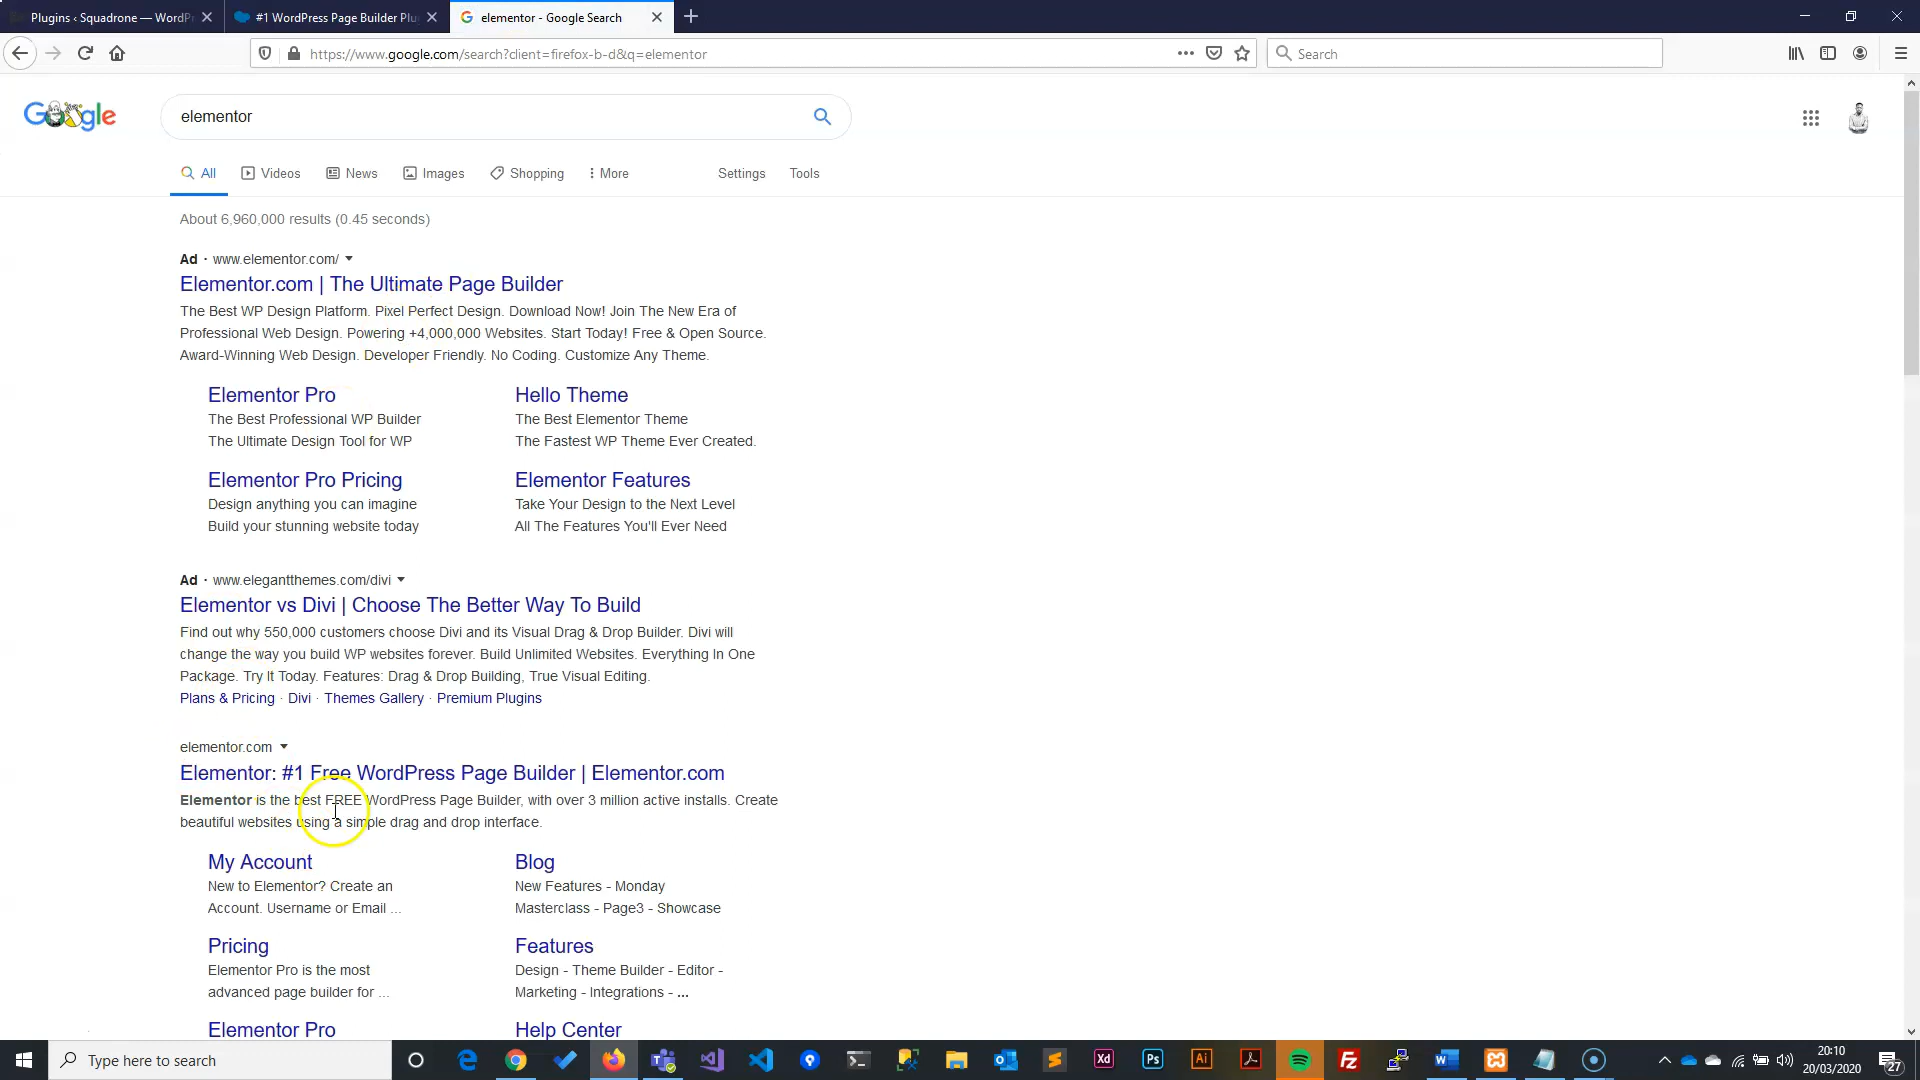 Plugins ‹ Squadrone — WordPr
#1 WordPress Page Builder Plu
elementor - Google Search
https://www.google.com/search?client=firefox-b-d&q=elementor
Search
Google
elementor
All
Videos
News
Images
Shopping
More
Settings
Tools
About 6,960,000 results (0.45 seconds)
Ad · www.elementor.com/
Elementor.com | The Ultimate Page Builder
The Best WP Design Platform. Pixel Perfect Design. Download Now! Join The New Era of
Professional Web Design. Powering +4,000,000 Websites. Start Today! Free & Open Source.
Award-Winning Web Design. Developer Friendly. No Coding. Customize Any Theme.
Elementor Pro
The Best Professional WP Builder
The Ultimate Design Tool for WP
Hello Theme
The Best Elementor Theme
The Fastest WP Theme Ever Created.
Elementor Pro Pricing
Design anything you can imagine
Build your stunning website today
Elementor Features
Take Your Design to the Next Level
All The Features You'll Ever Need
Ad · www.elegantthemes.com/divi
Elementor vs Divi | Choose The Better Way To Build
Find out why 550,000 customers choose Divi and its Visual Drag & Drop Builder. Divi will
change the way you build WP websites forever. Build Unlimited Websites. Everything In One
Package. Try It Today. Features: Drag & Drop Building, True Visual Editing.
Plans & Pricing · Divi · Themes Gallery · Premium Plugins
elementor.com
Elementor: #1 Free WordPress Page Builder | Elementor.com
Elementor is the best FREE WordPress Page Builder, with over 3 million active installs. Create
beautiful websites using a simple drag and drop interface.
My Account
New to Elementor? Create an
Account. Username or Email ...
Blog
New Features - Monday
Masterclass - Page3 - Showcase
Pricing
Elementor Pro is the most
advanced page builder for ...
Features
Design - Theme Builder - Editor -
Marketing - Integrations - ...
Elementor Pro
Help Center
Type here to search
Xd
Ps
Ai
Fz
20:10
20/03/2020
27